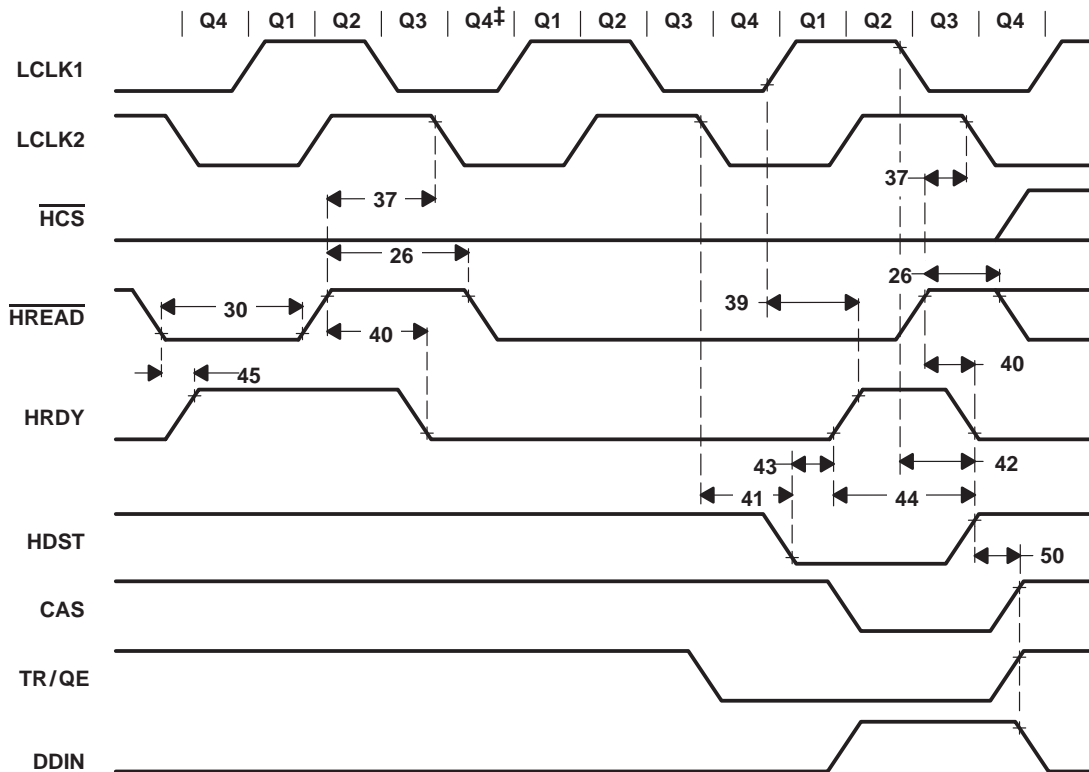 Q4 Q1 Q2 Q3 Q4‡ Q1 Q2 Q3 Q4 Q1 Q2 Q3 Q4
LCLK1
LCLK2
37
37
HCS
26
26
HREAD
30
39
40
40
45
HRDY
43
42
41
44
HDST
50
CAS
TR/QE
DDIN